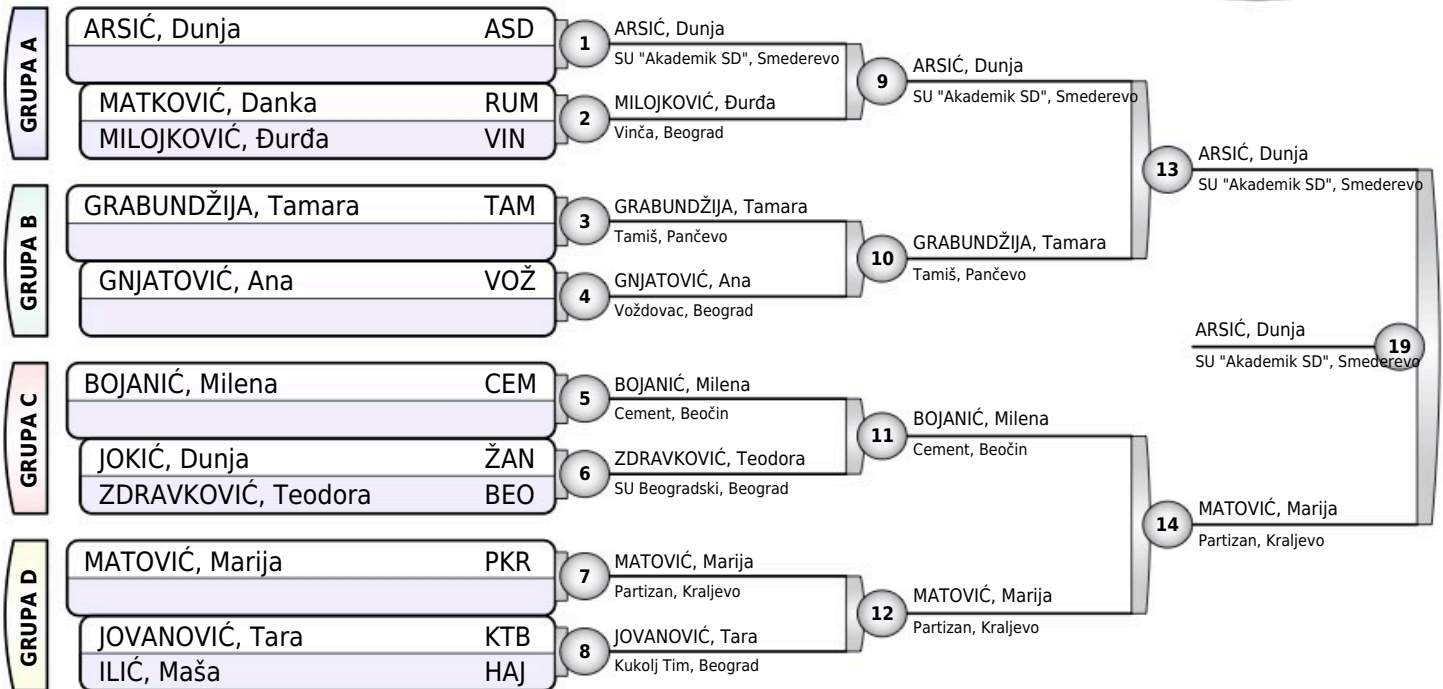 GRUPA A
ARSIĆ, Dunja ASD
MATKOVIĆ, Danka RUM
MILOJKOVIĆ, Đurđa VIN
GRUPA B
GRABUNDŽIJA, Tamara TAM
GNJATOVIĆ, Ana VOŽ
GRUPA C
BOJANIĆ, Milena CEM
JOKIĆ, Dunja ŽAN
ZDRAVKOVIĆ, Teodora BEO
GRUPA D
MATOVIĆ, Marija PKR
JOVANOVIĆ, Tara KTB
ILIĆ, Maša HAJ
1
ARSIĆ, Dunja
SU "Akademik SD", Smederevo
2
MILOJKOVIĆ, Đurđa
Vinča, Beograd
3
GRABUNDŽIJA, Tamara
Tamiš, Pančevo
4
GNJATOVIĆ, Ana
Voždovac, Beograd
5
BOJANIĆ, Milena
Cement, Beočin
6
ZDRAVKOVIĆ, Teodora
SU Beogradski, Beograd
7
MATOVIĆ, Marija
Partizan, Kraljevo
8
JOVANOVIĆ, Tara
Kukolj Tim, Beograd
9
ARSIĆ, Dunja
SU "Akademik SD", Smederevo
10
GRABUNDŽIJA, Tamara
Tamiš, Pančevo
11
BOJANIĆ, Milena
Cement, Beočin
12
MATOVIĆ, Marija
Partizan, Kraljevo
13
ARSIĆ, Dunja
SU "Akademik SD", Smederevo
14
MATOVIĆ, Marija
Partizan, Kraljevo
ARSIĆ, Dunja
19
SU "Akademik SD", Smederevo